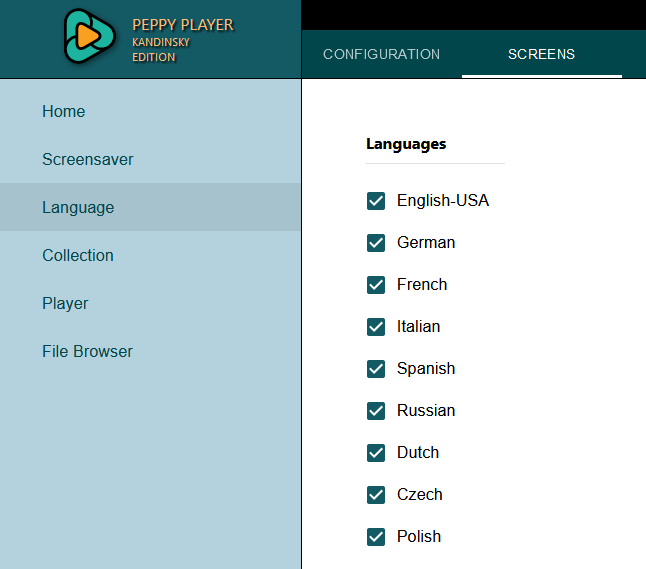 PEPPY PLAYER
KANDINSKY
EDITION
CONFIGURATION
SCREENS
Home
Screensaver
Language
Collection
Player
File Browser
Languages
English-USA
German
French
Italian
Spanish
Russian
Dutch
Czech
Polish